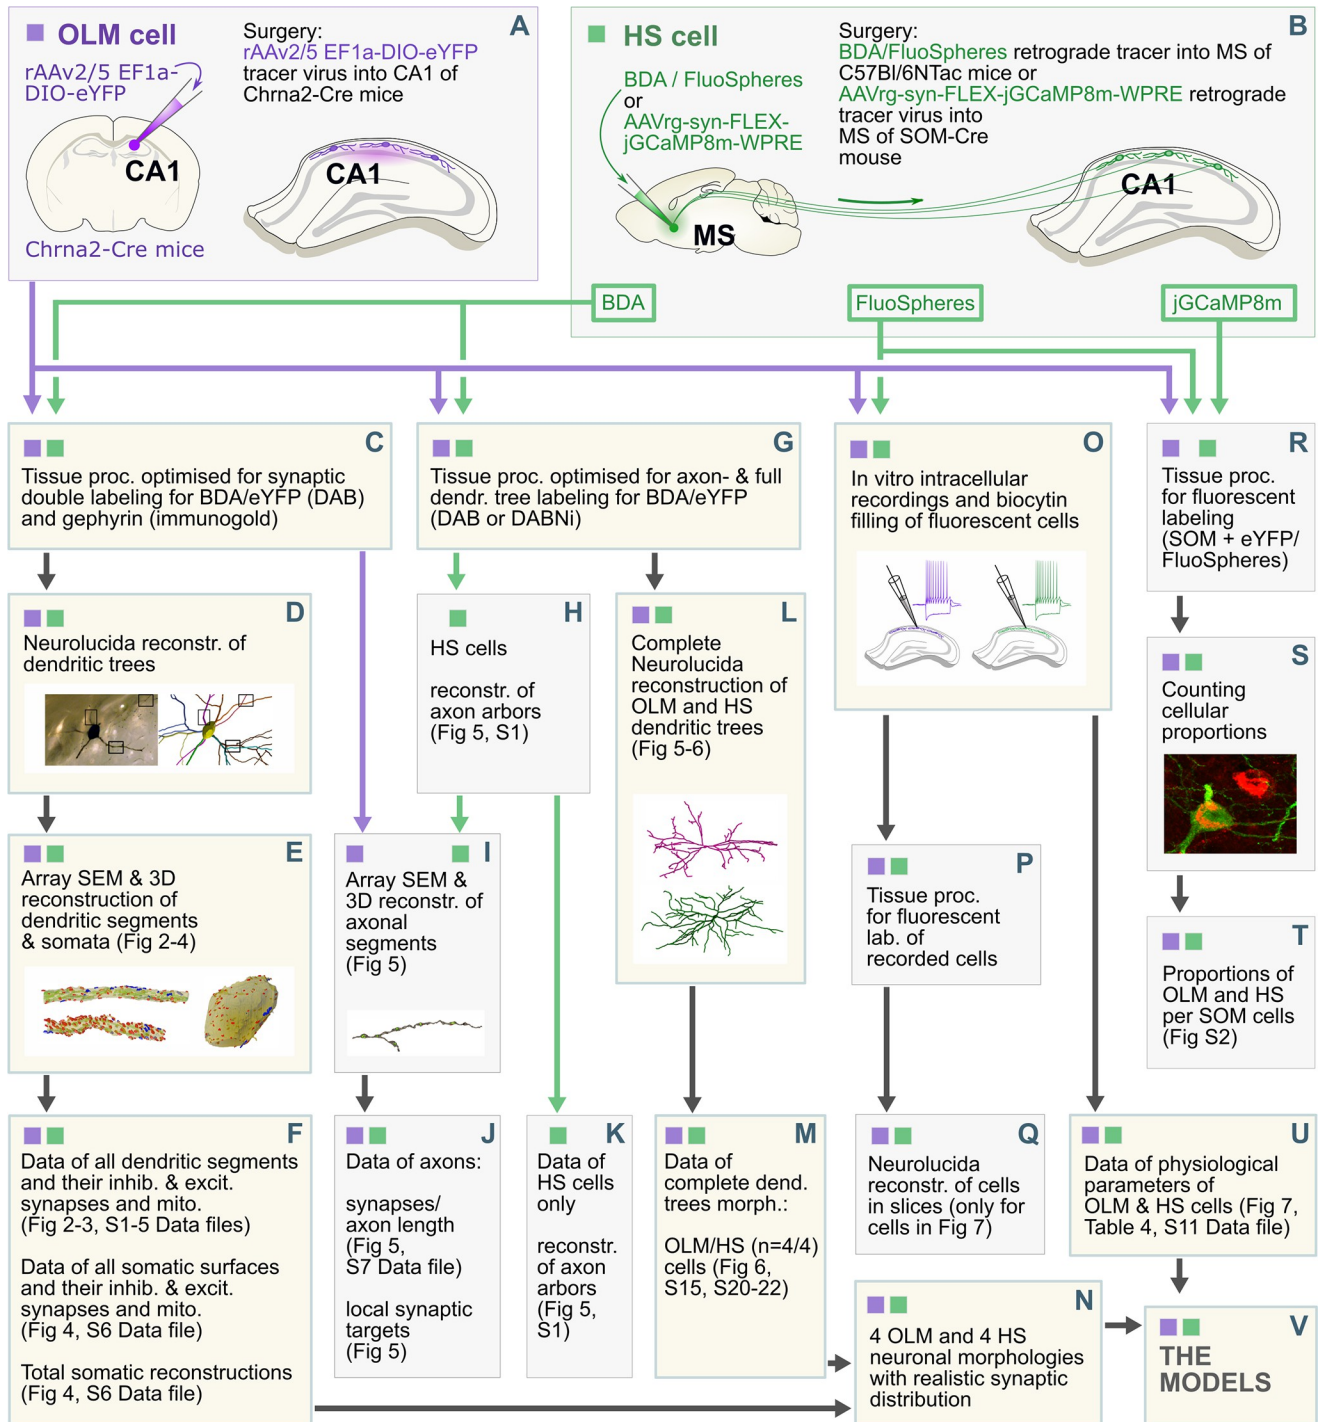 A
OLM cell
rAAv2/5 EF1a-
DIO-eYFP
CA1
Chrna2-Cre mice
Surgery:
rAAv2/5 EF1a-DIO-eYFP
tracer virus into CA1 of
Chrna2-Cre mice
CA1
B
HS cell
BDA / FluoSpheres
or
AAVrg-syn-FLEX-
jGCaMP8m-WPRE
MS
Surgery:
BDA/FluoSpheres retrograde tracer into MS of
C57Bl/6NTac mice or
AAVrg-syn-FLEX-jGCaMP8m-WPRE retrograde
tracer virus into
MS of SOM-Cre
mouse
CA1
BDA
FluoSpheres
jGCaMP8m
C
Tissue proc. optimised for synaptic
double labeling for BDA/eYFP (DAB)
and gephyrin (immunogold)
G
Tissue proc. optimised for axon- & full
dendr. tree labeling for BDA/eYFP
(DAB or DABNi)
O
In vitro intracellular
recordings and biocytin
filling of fluorescent cells
R
Tissue proc.
for fluorescent
labeling
(SOM + eYFP/
FluoSpheres)
D
Neurolucida reconstr. of
dendritic trees
H
HS cells
reconstr. of
axon arbors
(Fig 5, S1)
L
Complete
Neurolucida
reconstruction of
OLM and HS
dendritic trees
(Fig 5-6)
S
Counting
cellular
proportions
E
Array SEM & 3D
reconstruction of
dendritic segments
& somata (Fig 2-4)
I
Array SEM &
3D reconstr. of
axonal
segments
(Fig 5)
P
Tissue proc.
for fluorescent
lab. of
recorded cells
T
Proportions of
OLM and HS
per SOM cells
(Fig S2)
F
Data of all dendritic segments
and their inhib. & excit.
synapses and mito.
(Fig 2-3, S1-5 Data files)
Data of all somatic surfaces
and their inhib. & excit.
synapses and mito.
(Fig 4, S6 Data file)
Total somatic reconstructions
(Fig 4, S6 Data file)
J
Data of axons:
synapses/
axon length
(Fig 5,
S7 Data file)
local synaptic
targets
(Fig 5)
K
Data of
HS cells
only
reconstr.
of axon
arbors
(Fig 5,
S1)
M
Data of
complete dend.
trees morph.:
OLM/HS (n=4/4)
cells (Fig 6,
S15, S20-22)
Q
Neurolucida
reconstr. of cells
in slices (only for
cells in Fig 7)
U
Data of physiological
parameters of
OLM & HS cells (Fig 7,
Table 4, S11 Data file)
N
4 OLM and 4 HS
neuronal morphologies
with realistic synaptic
distribution
V
THE
MODELS